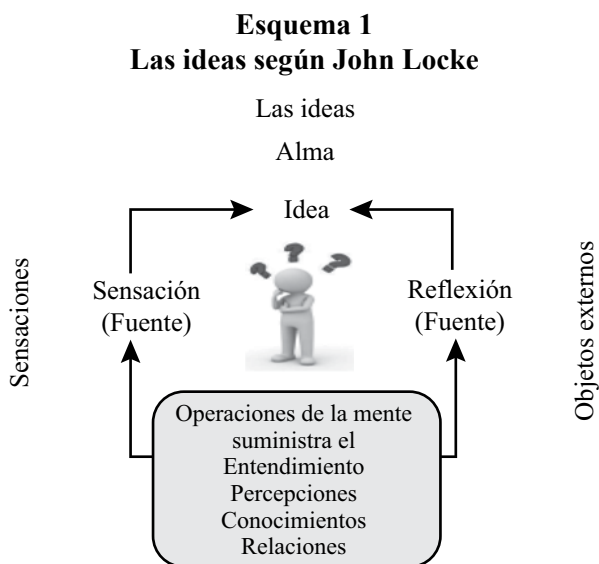 Esquema 1
Las ideas según John Locke
Las ideas
Alma
Idea
Sensaciones
Sensación
(Fuente)
Reflexión
(Fuente)
Objetos externos
Operaciones de la mente
suministra el
Entendimiento
Percepciones
Conocimientos
Relaciones